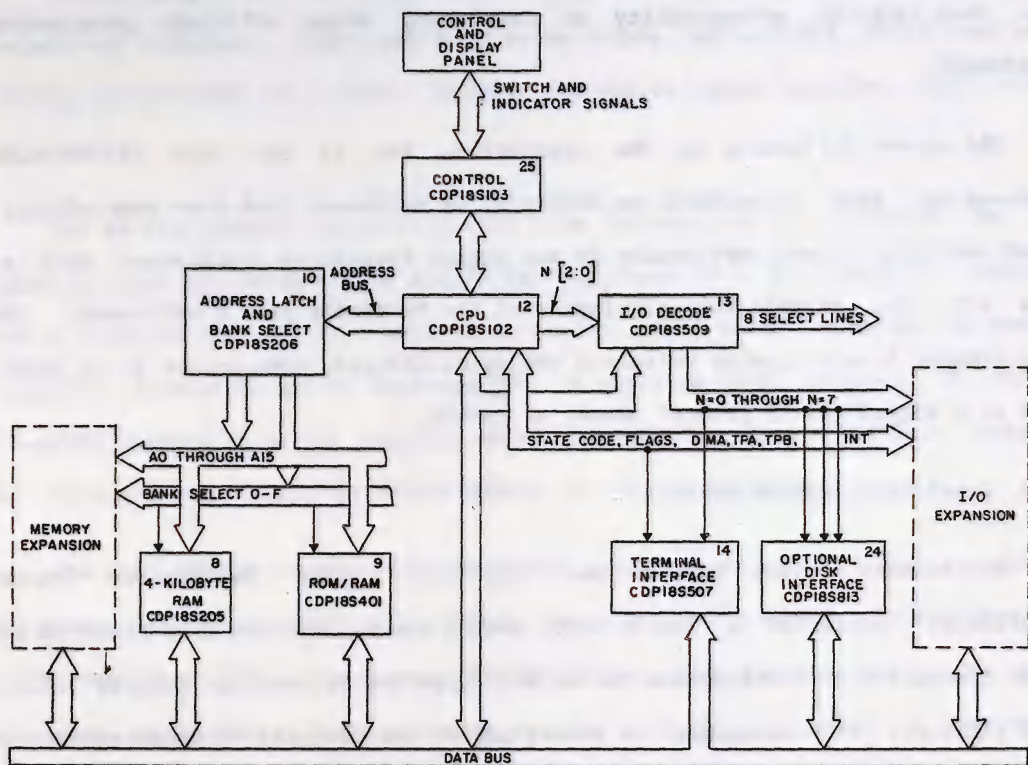 CONTROL
AND
DISPLAY
PANEL
SWITCH AND
INDICATOR SIGNALS
25
CONTROL
CDP18S103
10
ADDRESS LATCH
AND
BANK SELECT
CDP18S206
ADDRESS
BUS
12
CPU
CDP18S102
N [2:0]
13
I/O DECODE
CDP18S509
8 SELECT LINES
N=0 THROUGH N=7
STATE CODE, FLAGS, DMA, TPA, TPB, INT
A0 THROUGH A15
BANK SELECT 0-F
MEMORY
EXPANSION
I/O
EXPANSION
8
4-KILOBYTE
RAM
CDP18S205
9
ROM/RAM
CDP18S401
14
TERMINAL
INTERFACE
CDP18S507
24
OPTIONAL
DISK
INTERFACE
CDP18S813
DATA BUS